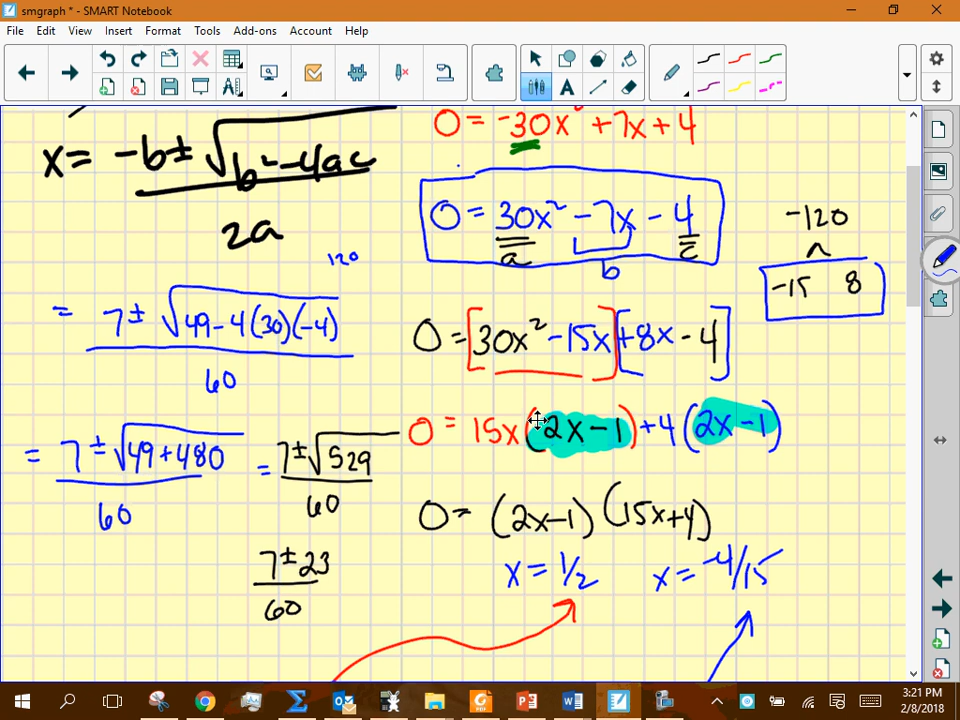 smgraph * - SMART Notebook
File Edit View Insert Format Tools Add-ons Account Help
0 = -30x² + 7x + 4
x = -b ± √b² - 4ac
2a
0 = 30x² - 7x - 4
a b c
-120
-15 8
120
= 7 ± √49 - 4(30)(-4)
60
0 = [30x² - 15x][+8x - 4]
0 = 15x(2x - 1) + 4(2x - 1)
= 7 ± √49 + 480
60
= 7 ± √529
60
0 = (2x - 1)(15x + 4)
7 ± 23
60
x = 1/2 x = -4/15
3:21 PM
2/8/2018